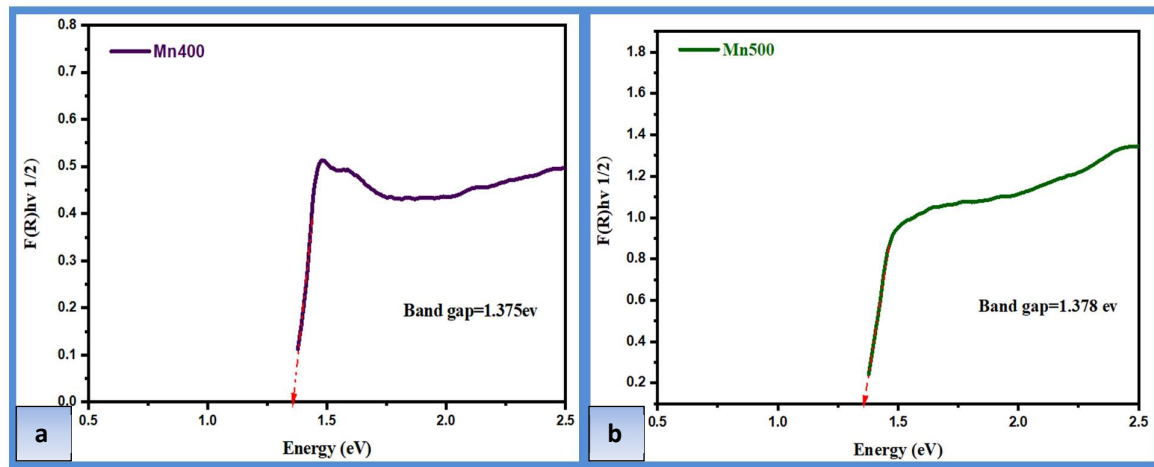 Mn400
F(R)hv 1/2)
0.8
0.7
0.6
0.5
0.4
0.3
0.2
0.1
0.0
Band gap=1.375ev
0.5 1.0 1.5 2.0 2.5
Energy (eV)
a
Mn500
F(R)hv 1/2)
1.8
1.6
1.4
1.2
1.0
0.8
0.6
0.4
0.2
Band gap=1.378 ev
0.5 1.0 1.5 2.0 2.5
Energy (eV)
b